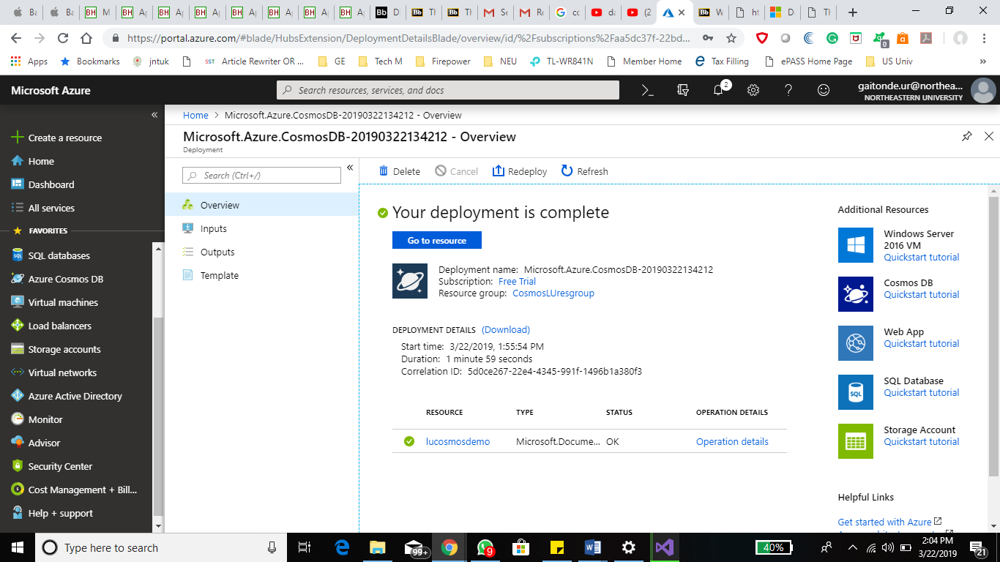 Ba
Ba
BH M
BH A
BH A
BH A
BH A
BH A
BH A
BH A
Bb D
Bb Th
Bb Th
Se
Re
G co
da
(2
Bb W
ht
D
Th
https://portal.azure.com/#blade/HubsExtension/DeploymentDetailsBlade/overview/id/%2Fsubscriptions%2Faa5dc37f-22bd...
0
Apps
Bookmarks
jntuk
SST Article Rewriter OR ...
GE
Tech M
Firepower
NEU
TL-WR841N
Member Home
Tax Filling
ePASS Home Page
US Univ
»
Microsoft Azure
Search resources, services, and docs
2
gaitonde.ur@northea...
NORTHEASTERN UNIVERSITY
«
Create a resource
Home
Dashboard
All services
FAVORITES
SQL databases
Azure Cosmos DB
Virtual machines
Load balancers
Storage accounts
Virtual networks
Azure Active Directory
Monitor
Advisor
Security Center
Cost Management + Bill...
Help + support
Home > Microsoft.Azure.CosmosDB-20190322134212 - Overview
Microsoft.Azure.CosmosDB-20190322134212 - Overview
Deployment
Search (Ctrl+/)
«
Overview
Inputs
Outputs
Template
Delete
Cancel
Redeploy
Refresh
Your deployment is complete
Go to resource
Deployment name: Microsoft.Azure.CosmosDB-20190322134212
Subscription: Free Trial
Resource group: CosmosLUresgroup
DEPLOYMENT DETAILS (Download)
Start time: 3/22/2019, 1:55:54 PM
Duration: 1 minute 59 seconds
Correlation ID: 5d0ce267-22e4-4345-991f-1496b1a380f3
RESOURCE TYPE STATUS OPERATION DETAILS
lucosmosdemo Microsoft.Docume... OK Operation details
Additional Resources
Windows Server
2016 VM
Quickstart tutorial
Cosmos DB
Quickstart tutorial
Web App
Quickstart tutorial
SQL
SQL Database
Quickstart tutorial
Storage Account
Quickstart tutorial
Helpful Links
Get started with Azure
Type here to search
99+
9
40%
2:04 PM
3/22/2019
21